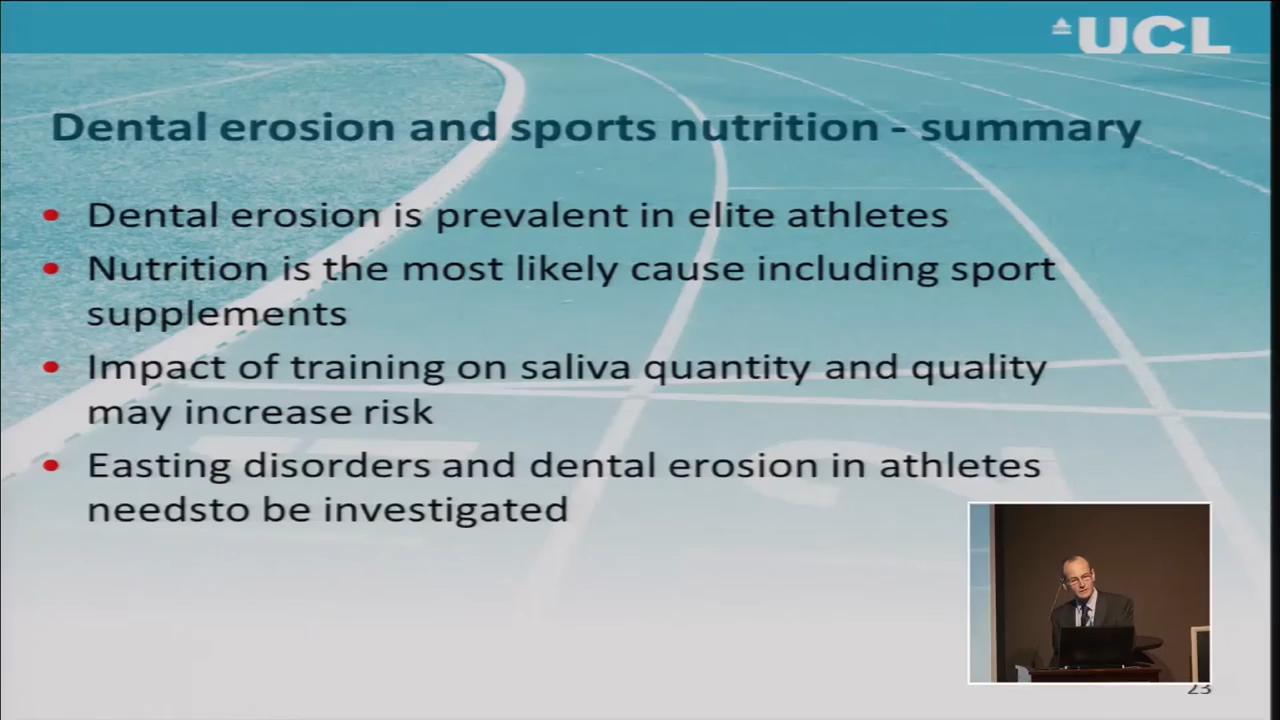 UCL
Dental erosion and sports nutrition - summary
• Dental erosion is prevalent in elite athletes
• Nutrition is the most likely cause including sport
supplements
• Impact of training on saliva quantity and quality
may increase risk
• Easting disorders and dental erosion in athletes
needsto be investigated
23